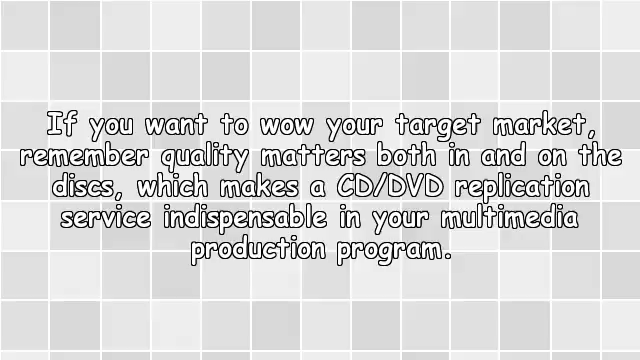 If you want to wow your target market,
remember quality matters both in and on the
discs, which makes a CD/DVD replication
service indispensable in your multimedia
production program.